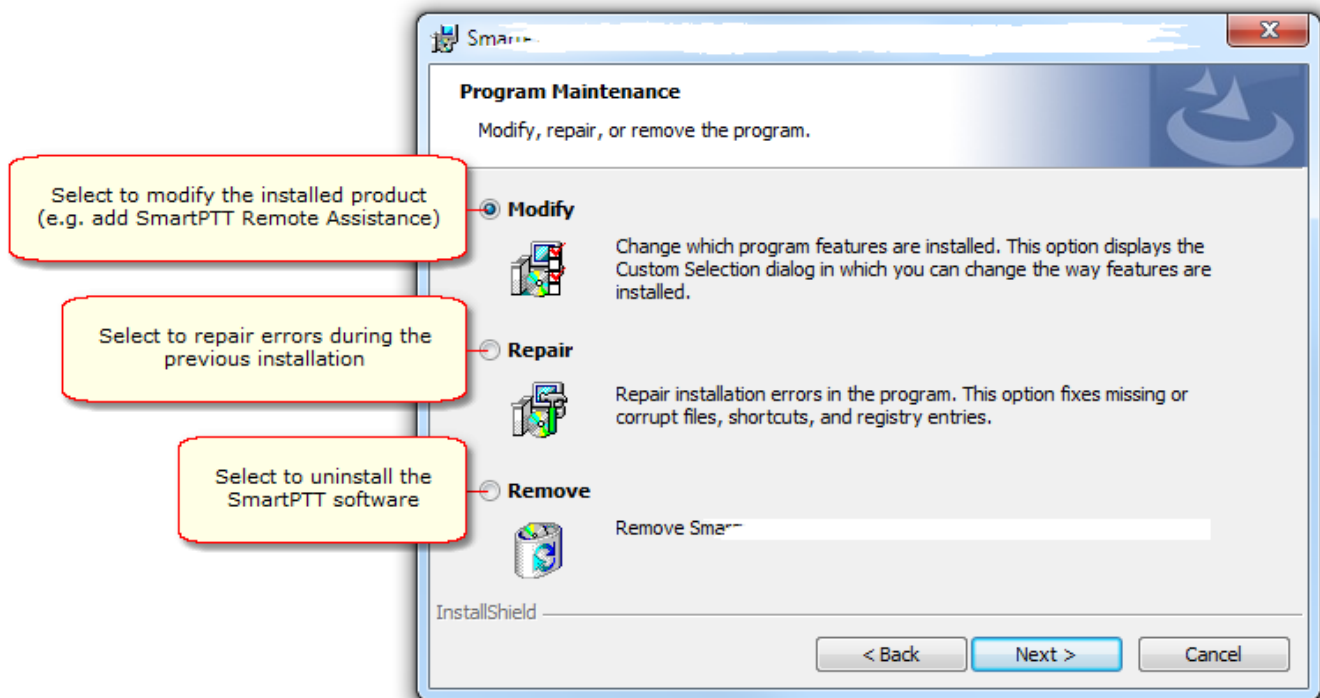 Program Maintenance
Modify, repair, or remove the program.
Select to modify the installed product
(e.g. add SmartPTT Remote Assistance)
Modify
Change which program features are installed. This option displays the
Custom Selection dialog in which you can change the way features are
installed.
Select to repair errors during the
previous installation
Repair
Repair installation errors in the program. This option fixes missing or
corrupt files, shortcuts, and registry entries.
Select to uninstall the
SmartPTT software
Remove
Remove
InstallShield
< Back
Next >
Cancel